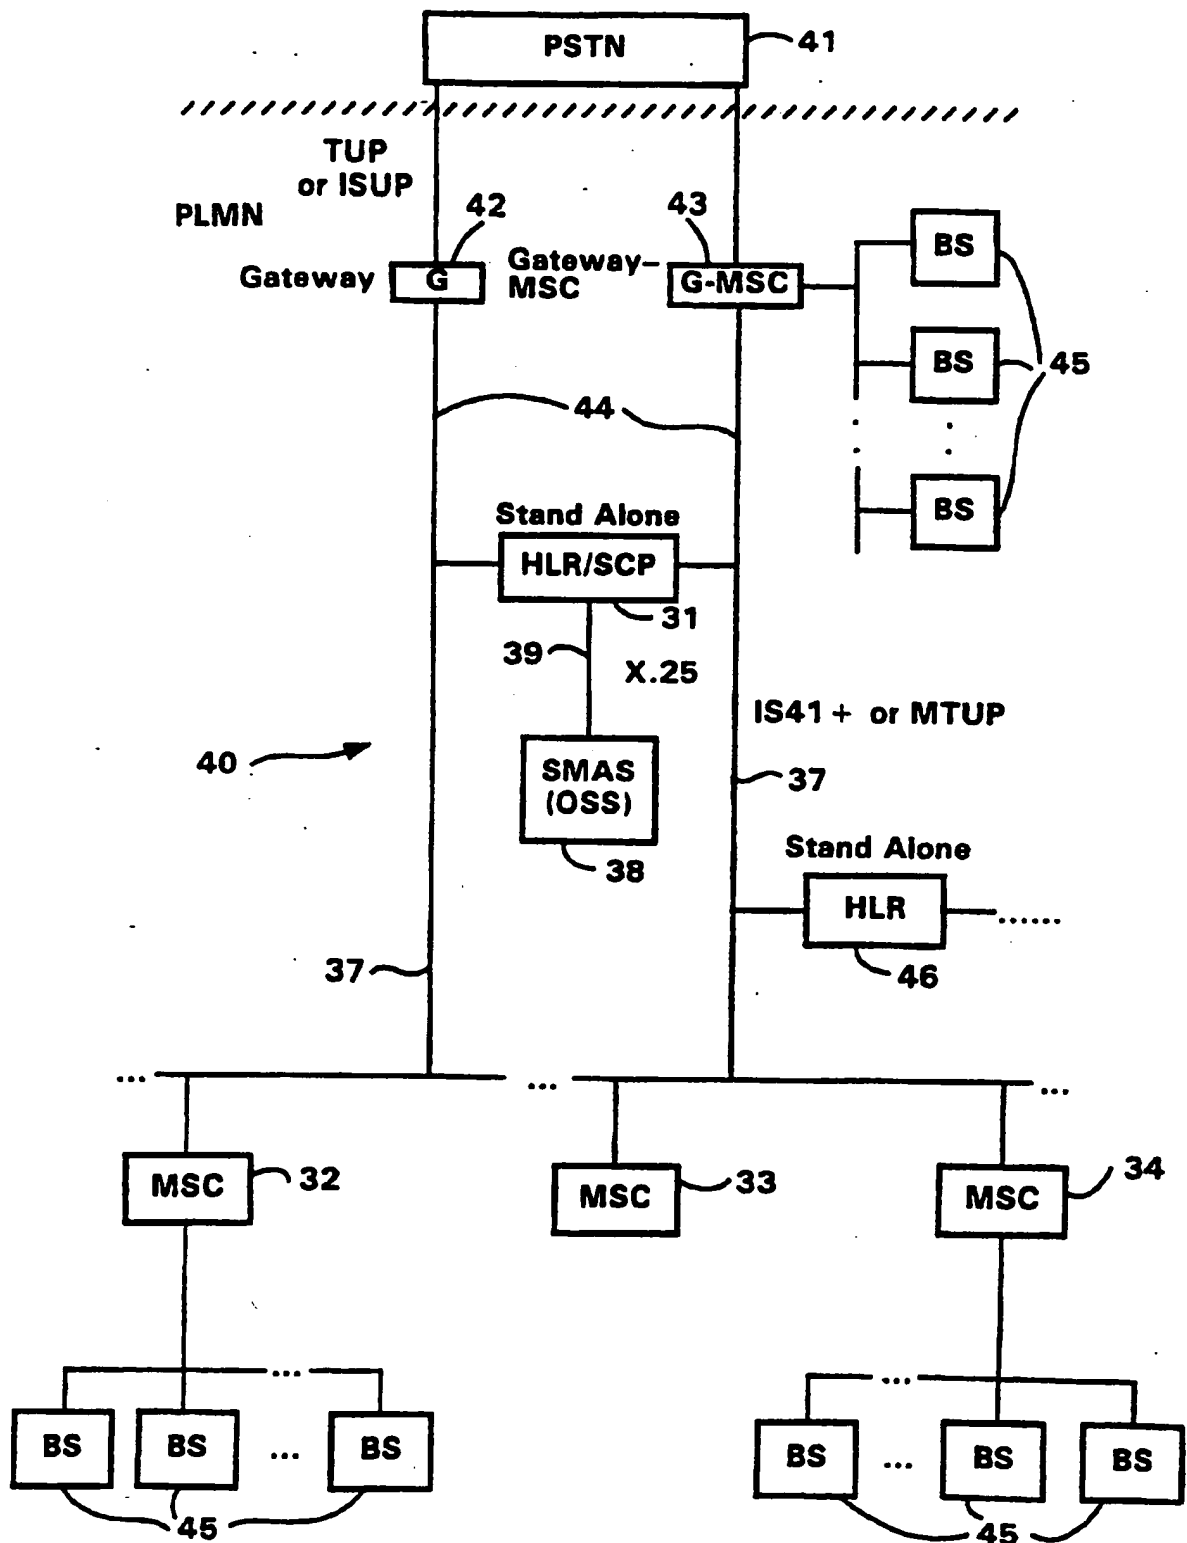 PSTN
41
TUP
or ISUP
PLMN
42
43
Gateway
G
Gateway-
MSC
G-MSC
BS
BS
45
44
BS
Stand Alone
HLR/SCP
31
39
X.25
IS41+ or MTUP
40
SMAS
(OSS)
37
38
Stand Alone
HLR
......
46
37
...
...
...
MSC
32
MSC
33
MSC
34
...
...
BS
BS
...
BS
BS
...
BS
BS
45
45